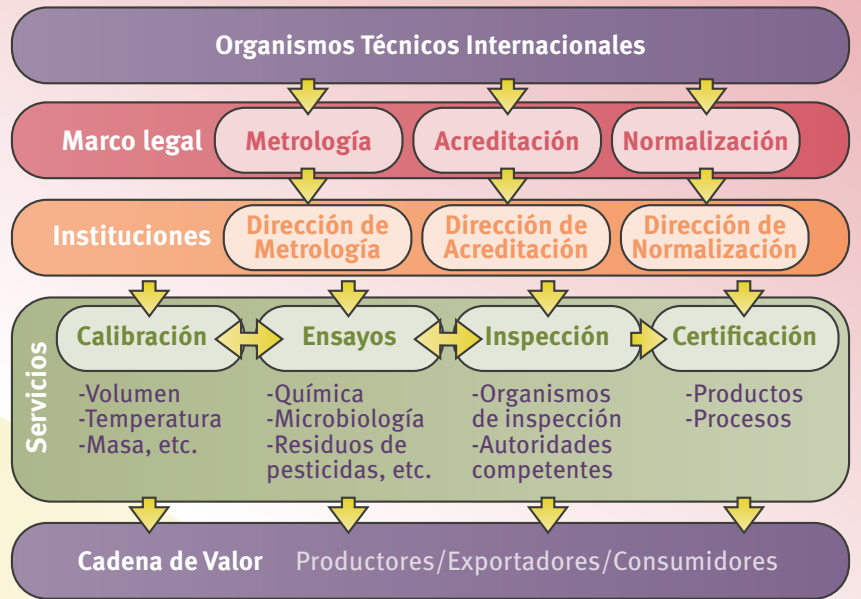 Organismos Técnicos Internacionales
Marco legal
Metrología
Acreditación
Normalización
Instituciones
Dirección de
Metrología
Dirección de
Acreditación
Dirección de
Normalización
Servicios
Calibración
-Volumen
-Temperatura
-Masa, etc.
Ensayos
-Química
-Microbiología
-Residuos de
pesticidas, etc.
Inspección
-Organismos
de inspección
-Autoridades
competentes
Certificación
-Productos
-Procesos
Cadena de Valor Productores/Exportadores/Consumidores